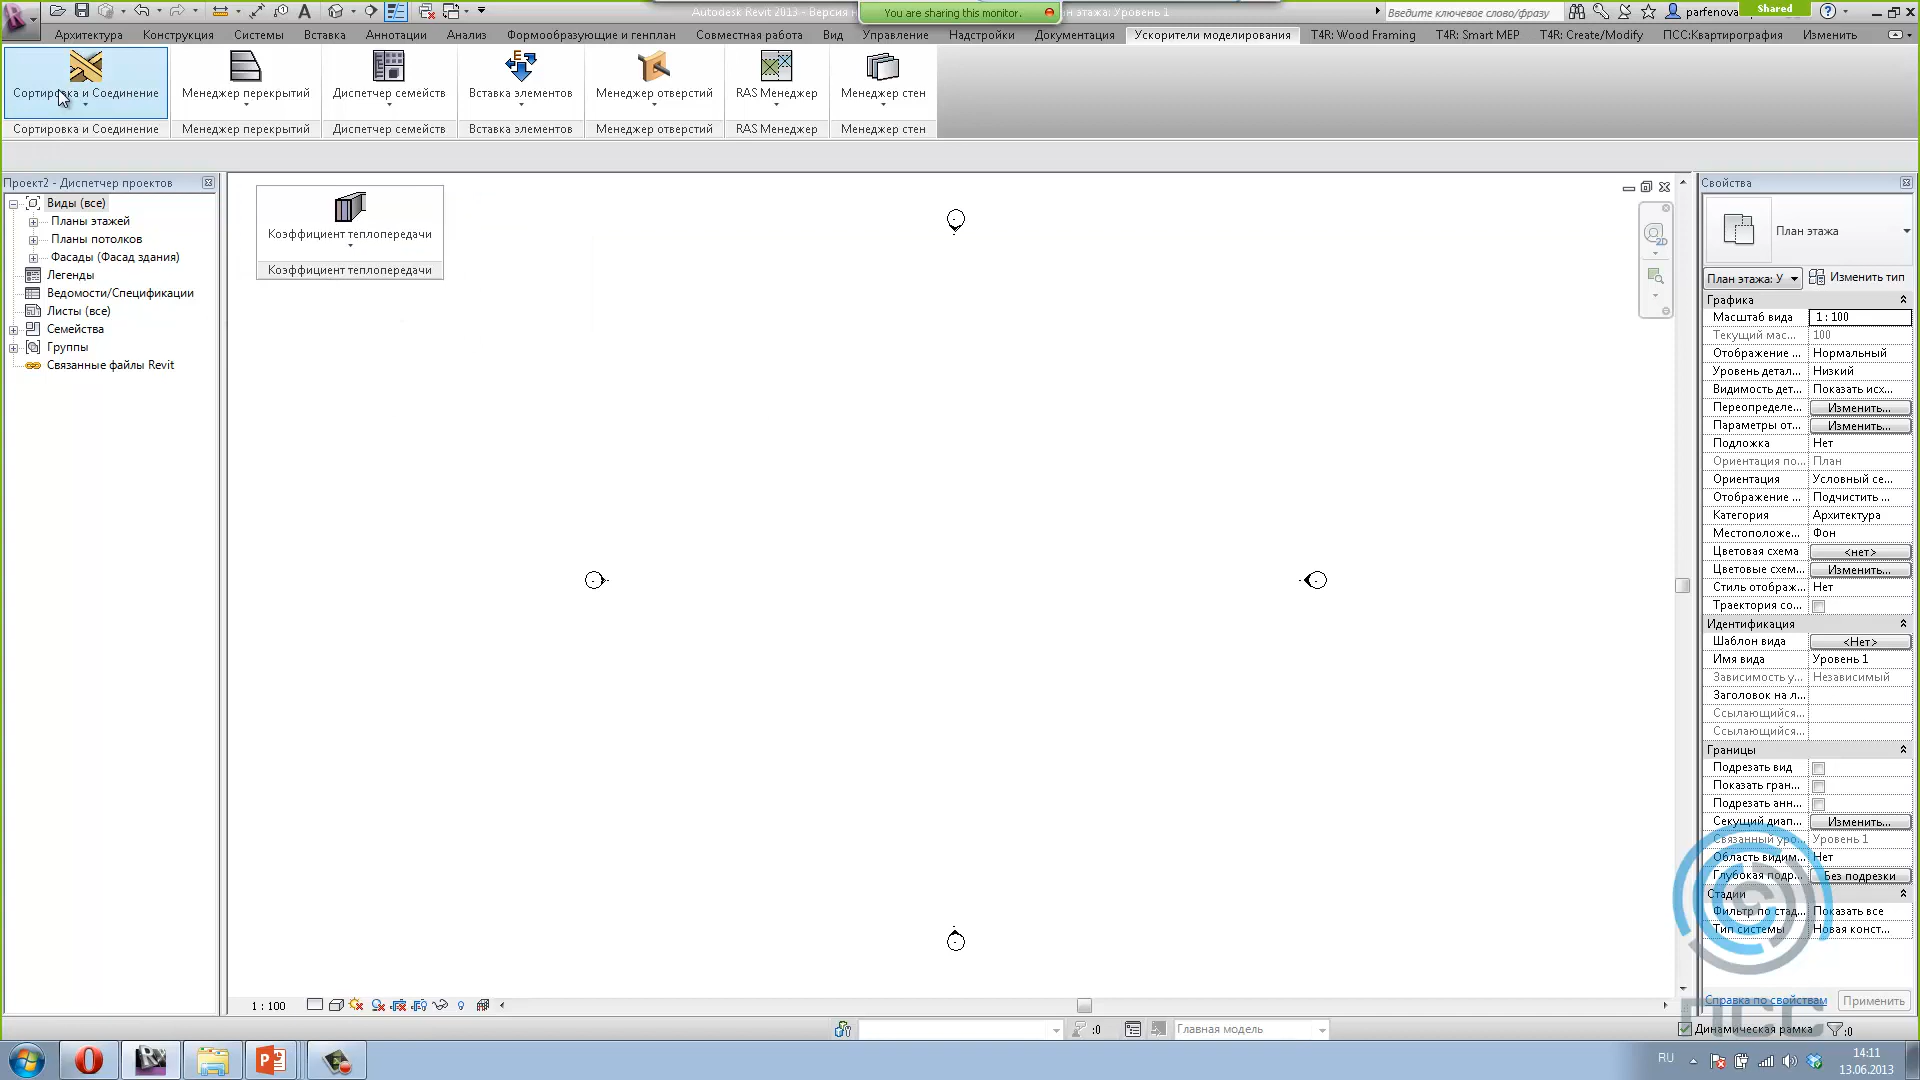 Autodesk Revit 2013 - Версия
You are sharing this monitor.
План этажа: Уровень 1
Введите ключевое слово/фразу
parfenova
Shared
Архитектура Конструкция Системы Вставка Аннотации Анализ Формообразующие и генплан Совместная работа Вид Управление Надстройки Документация Ускорители моделирования T4R: Wood Framing T4R: Smart MEP T4R: Create/Modify ПСС:Квартирография Изменить
Сортировка и Соединение Менеджер перекрытий Диспетчер семейств Вставка элементов Менеджер отверстий RAS Менеджер Менеджер стен
Сортировка и Соединение Менеджер перекрытий Диспетчер семейств Вставка элементов Менеджер отверстий RAS Менеджер Менеджер стен
Проект2 - Диспетчер проектов
Виды (все)
Планы этажей
Планы потолков
Фасады (Фасад здания)
Легенды
Ведомости/Спецификации
Листы (все)
Семейства
Группы
Связанные файлы Revit
Коэффициент теплопередачи
Коэффициент теплопередачи
2D
Свойства
План этажа
План этажа: У Изменить тип
Графика
Масштаб вида 1 : 100
Текущий мас... 100
Отображение ... Нормальный
Уровень детал... Низкий
Видимость дет... Показать исх...
Переопределе... Изменить...
Параметры от... Изменить...
Подложка Нет
Ориентация по... План
Ориентация Условный се...
Отображение ... Подчистить ...
Категория Архитектура
Местоположе... Фон
Цветовая схема <нет>
Цветовые схем... Изменить...
Стиль отображ... Нет
Траектория со...
Идентификация
Шаблон вида <Нет>
Имя вида Уровень 1
Зависимость у... Независимый
Заголовок на л...
Ссылающийся...
Ссылающийся...
Границы
Подрезать вид
Показать гран...
Подрезать анн...
Секущий диап... Изменить...
Связанный уро... Уровень 1
Область видим... Нет
Глубокая подр... Без подрезки
Стадии
Фильтр по стад... Показать все
Тип системы Новая конст...
Справка по свойствам Применить
ПСС
1 : 100
:0
Главная модель
Динамическая рамка :0
RU
14:11
13.06.2013